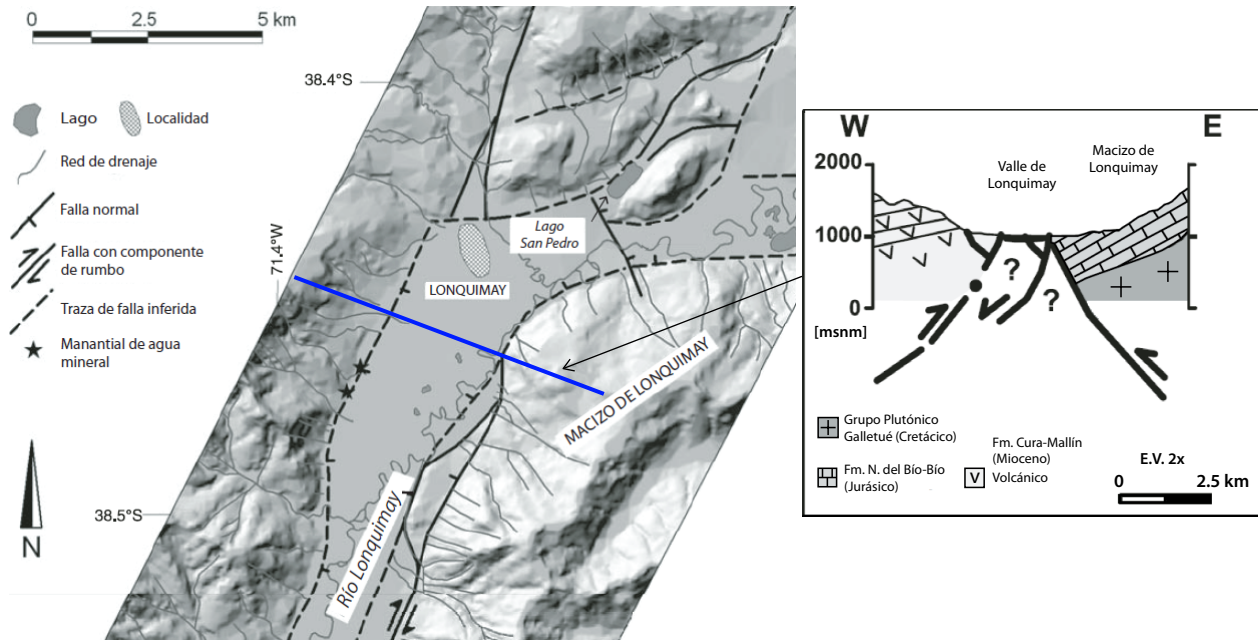 0 2.5 5 km
38.4°S
Lago
Localidad
Red de drenaje
Falla normal
Falla con componente
de rumbo
Traza de falla inferida
Manantial de agua
mineral
71.4°W
38.5°S
N
Lago
San Pedro
LONQUIMAY
MACIZO DE LONQUIMAY
Río Lonquimay
W
E
Valle de
Lonquimay
Macizo de
Lonquimay
2000
1000
0
[msnm]
?
?
Grupo Plutónico
Galletué (Cretácico)
Fm. N. del Bío-Bío
(Jurásico)
Fm. Cura-Mallín
(Mioceno)
V Volcánico
E.V. 2x
0 2.5 km